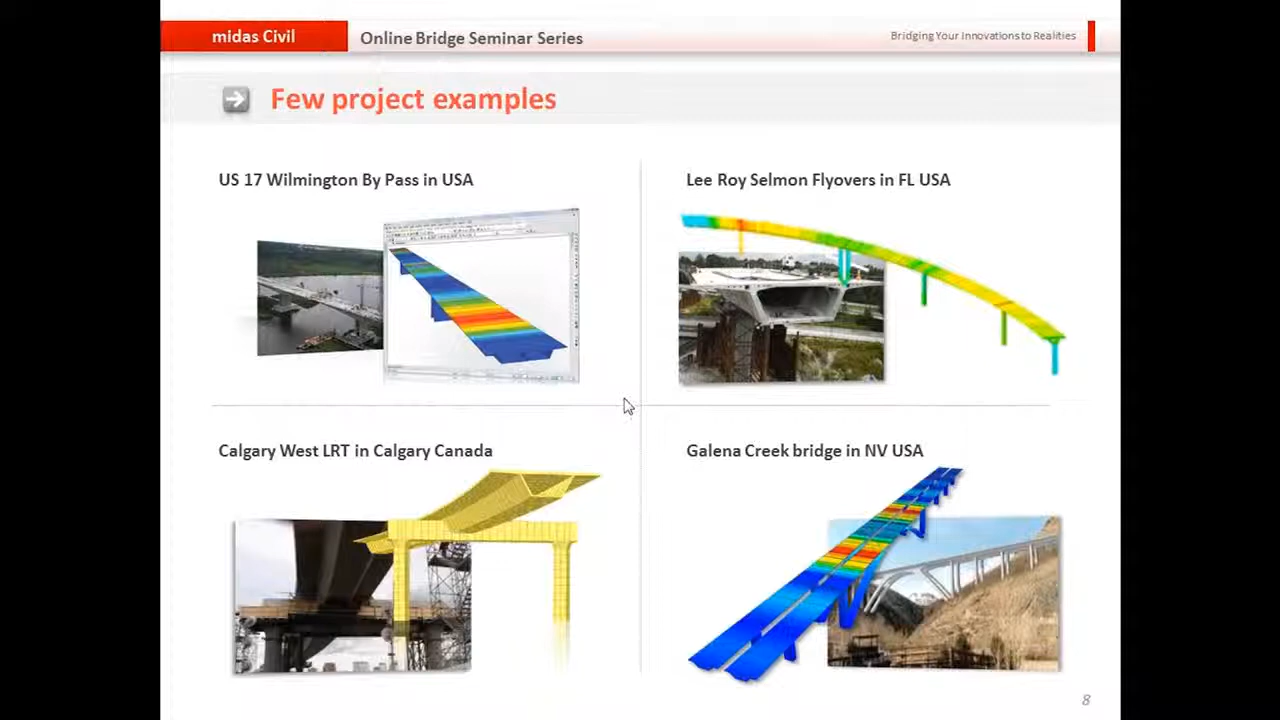 midas Civil
Online Bridge Seminar Series
Bridging Your Innovations to Realities
Few project examples
US 17 Wilmington By Pass in USA
Lee Roy Selmon Flyovers in FL USA
Calgary West LRT in Calgary Canada
Galena Creek bridge in NV USA
8